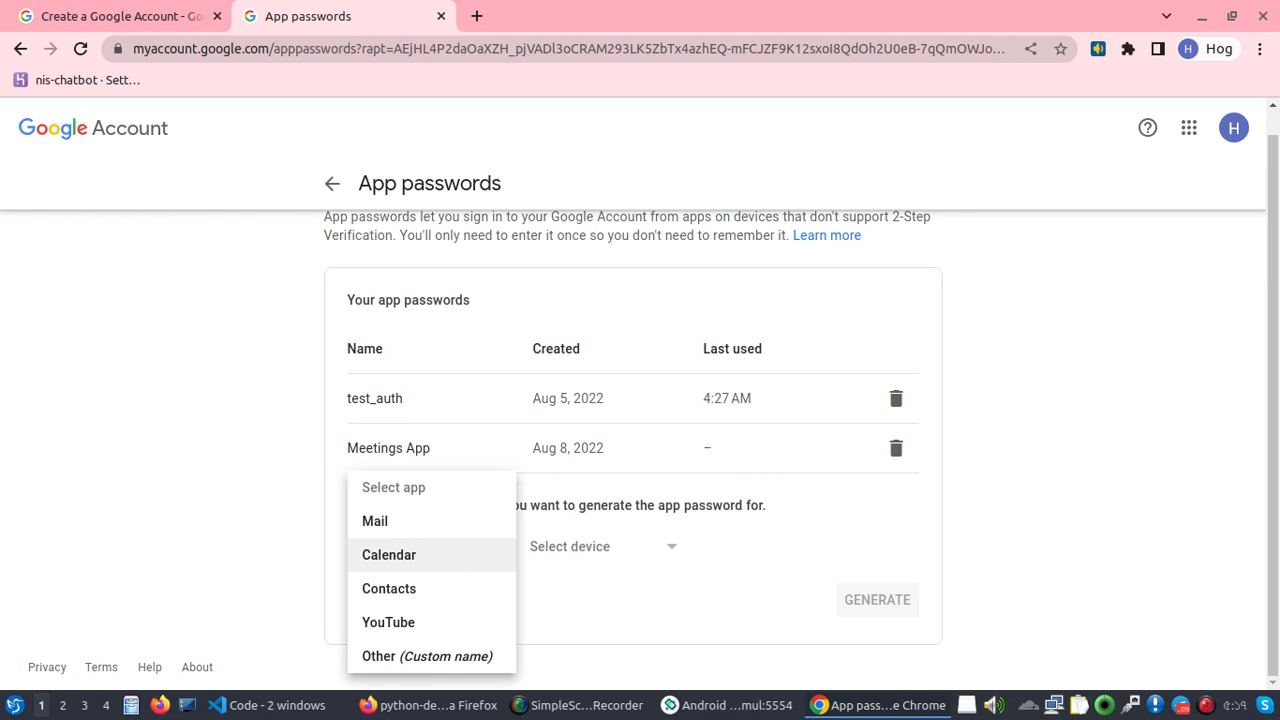 Create a Google Account - Go
App passwords
myaccount.google.com/apppasswords?rapt=AEjHL4P2daOaXZH_pjVADl3oCRAM293LK5ZbTx4azhEQ-mFCJZF9K12sxoI8QdOh2U0eB-7qQmOWJo...
Hog
nis-chatbot · Sett...
Google Account
H
App passwords
App passwords let you sign in to your Google Account from apps on devices that don't support 2-Step
Verification. You'll only need to enter it once so you don't need to remember it. Learn more
Your app passwords
Name Created Last used
test_auth Aug 5, 2022 4:27 AM
Meetings App Aug 8, 2022 –
Select app
ou want to generate the app password for.
Mail
Select device
Calendar
Contacts
GENERATE
YouTube
Other (Custom name)
Privacy Terms Help About
1 2 3 4 Code - 2 windows python-de...a Firefox SimpleSc...Recorder Android ...mul:5554 App pass...e Chrome